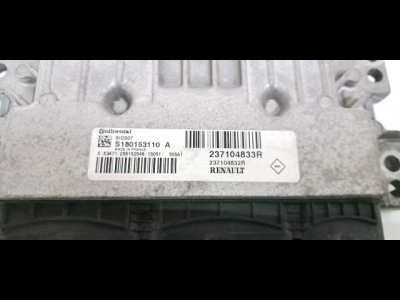 Continental
SID307
S180153110 A
MADE IN FRANCE
237104833R
237104832R
RENAULT